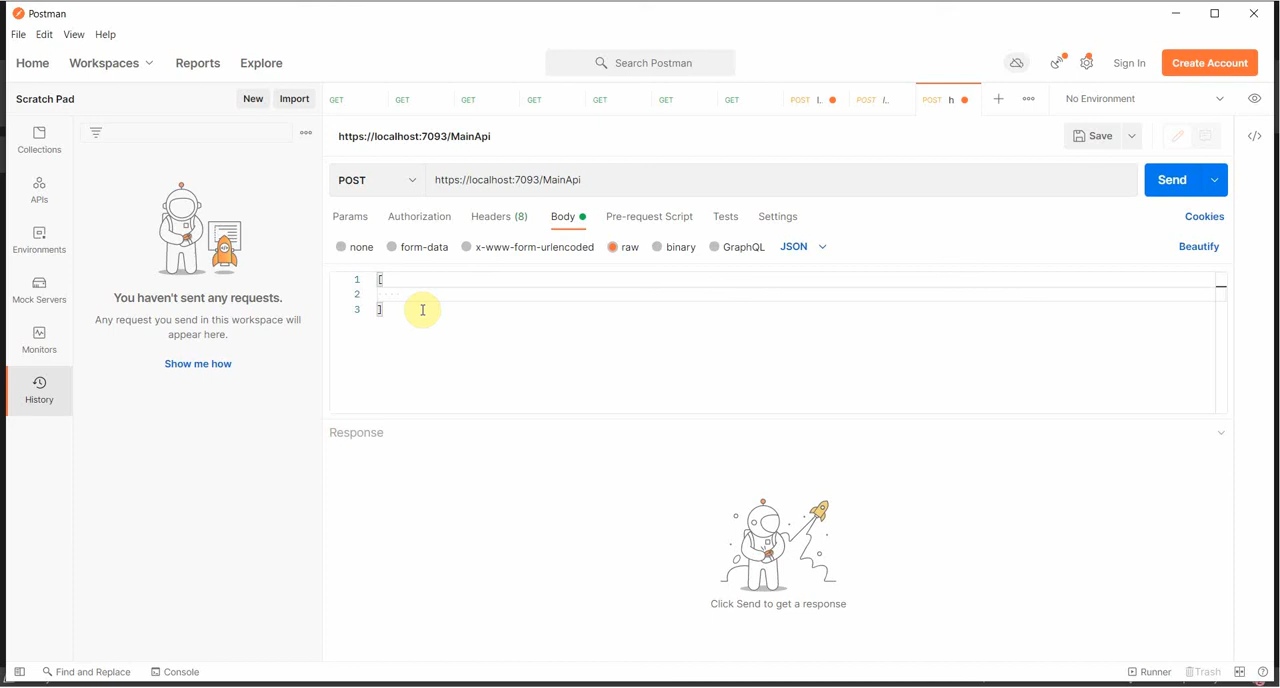 Postman
File Edit View Help
Home Workspaces Reports Explore Search Postman Sign In Create Account
Scratch Pad New Import GET GET GET GET GET GET GET POST l.. POST l.. POST h No Environment
https://localhost:7093/MainApi Save </>
Collections
POST https://localhost:7093/MainApi Send
APIs
Params Authorization Headers (8) Body Pre-request Script Tests Settings Cookies
Environments
none form-data x-www-form-urlencoded raw binary GraphQL JSON Beautify
Mock Servers
1 [
2
3 ]
You haven't sent any requests.
Any request you send in this workspace will
appear here.
Show me how
Monitors
History
Response
Click Send to get a response
Find and Replace Console Runner Trash